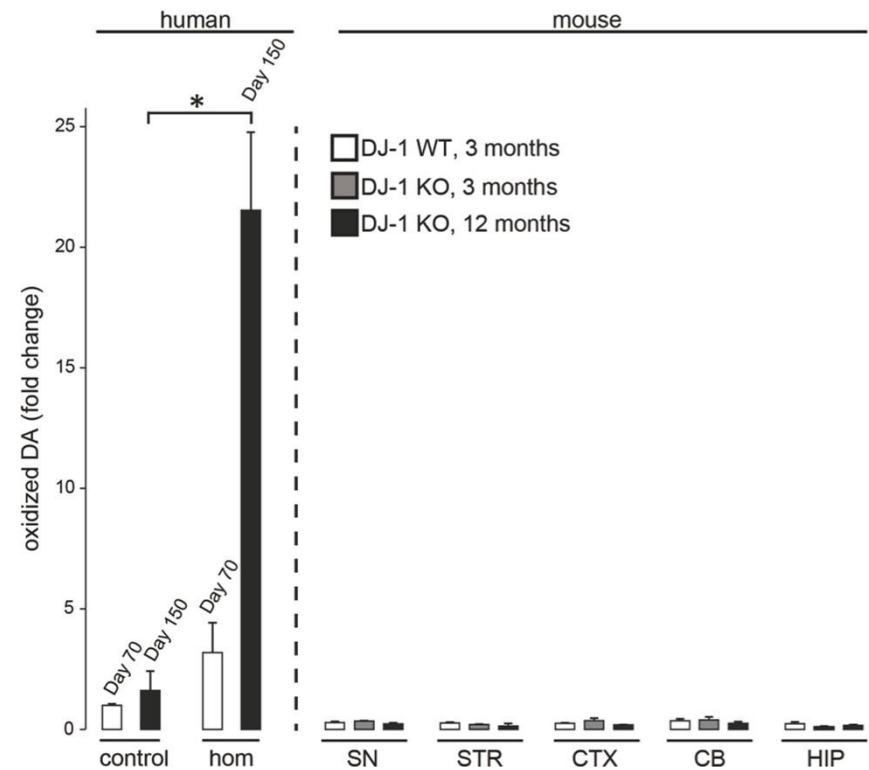 human
mouse
Day 150
*
25
DJ-1 WT, 3 months
DJ-1 KO, 3 months
DJ-1 KO, 12 months
20
15
10
5
0
oxidized DA (fold change)
Day 70
Day 150
Day 70
control
hom
SN
STR
CTX
CB
HIP